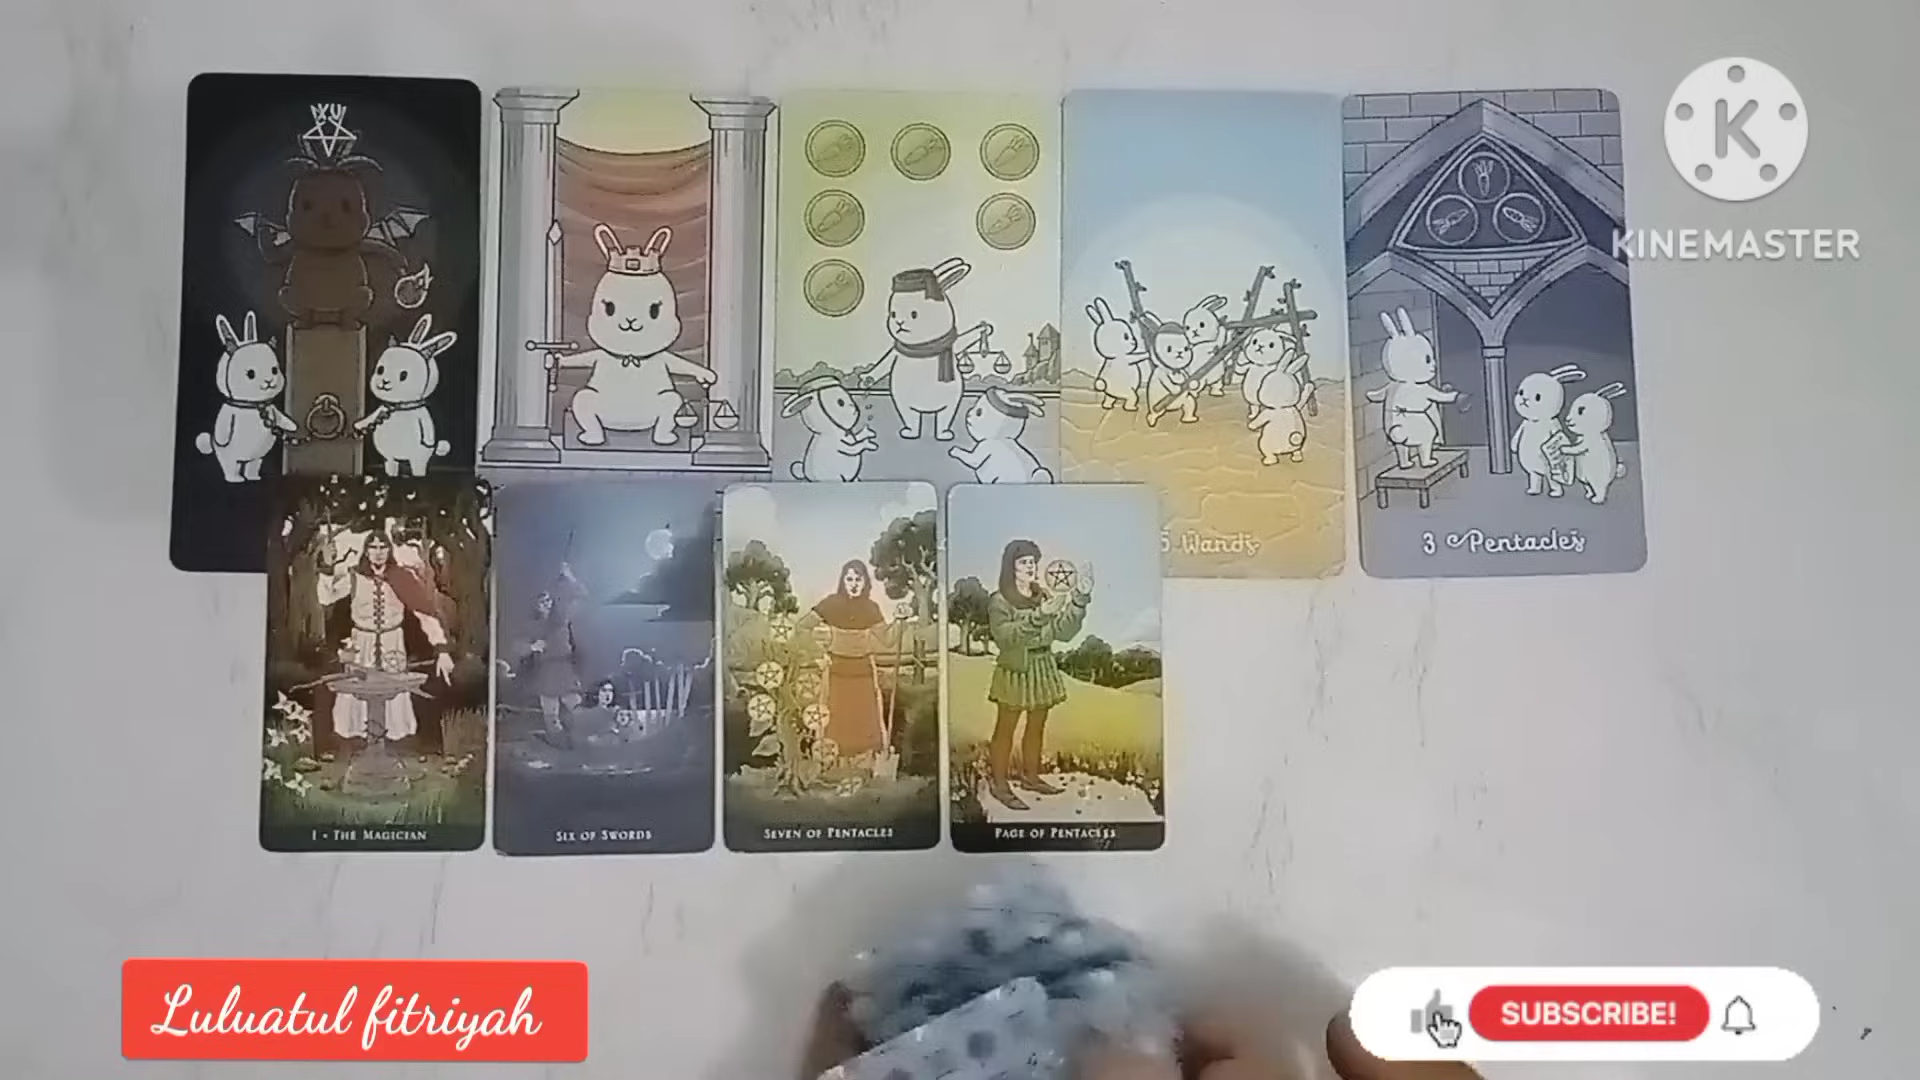 XV
K
KINEMASTER
5 Wands
3 Pentacles
I • THE MAGICIAN
SIX OF SWORDS
SEVEN OF PENTACLES
PAGE OF PENTACLES
Luluatul fitriyah
SUBSCRIBE!